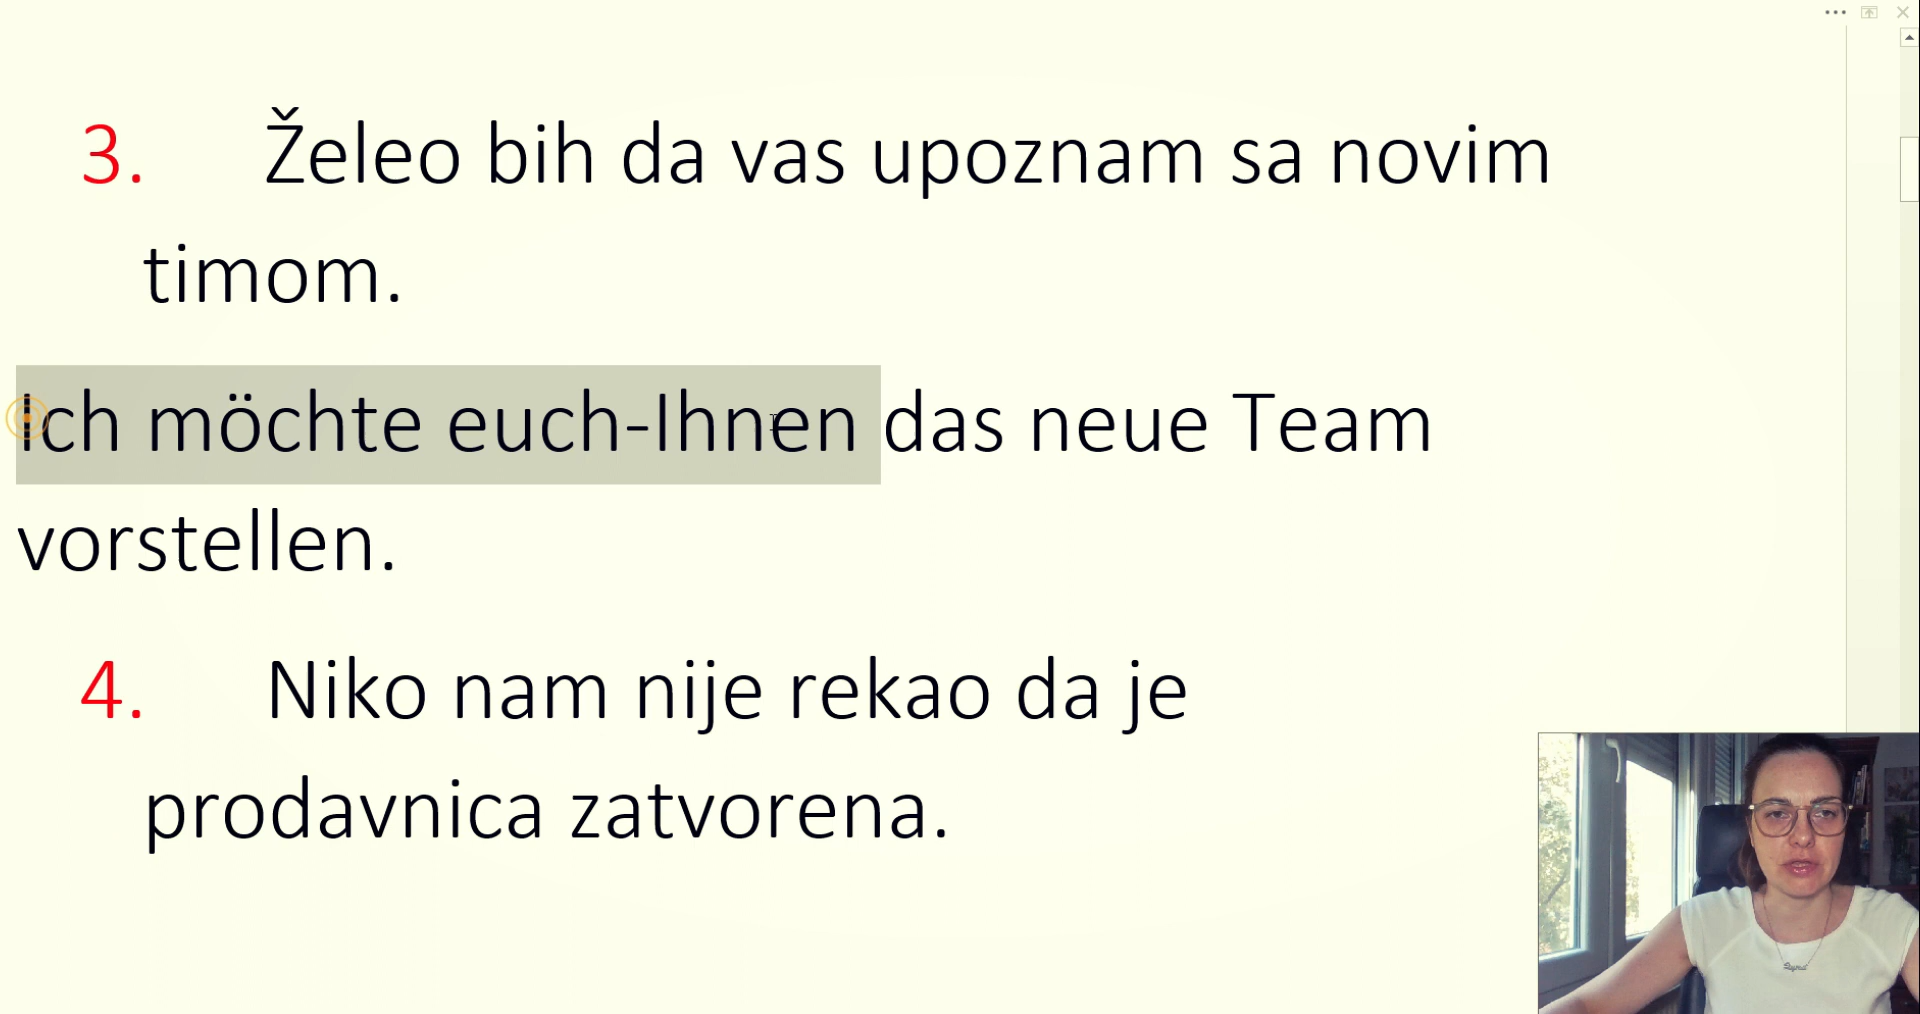 3. Želeo bih da vas upoznam sa novim
timom.
Ich möchte euch-Ihnen das neue Team
vorstellen.
4. Niko nam nije rekao da je
prodavnica zatvorena.